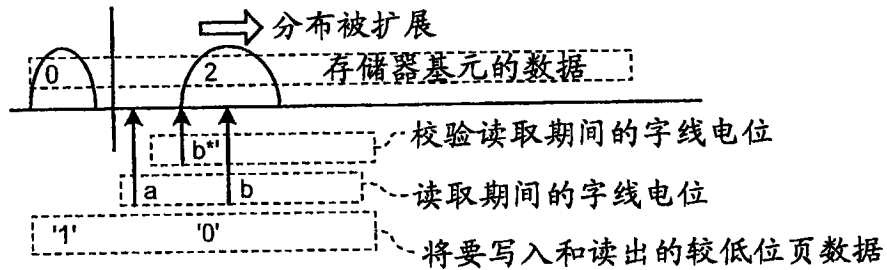 分布被扩展
0 2 存储器基元的数据
b*' 校验读取期间的字线电位
a b 读取期间的字线电位
'1' '0' 将要写入和读出的较低位页数据